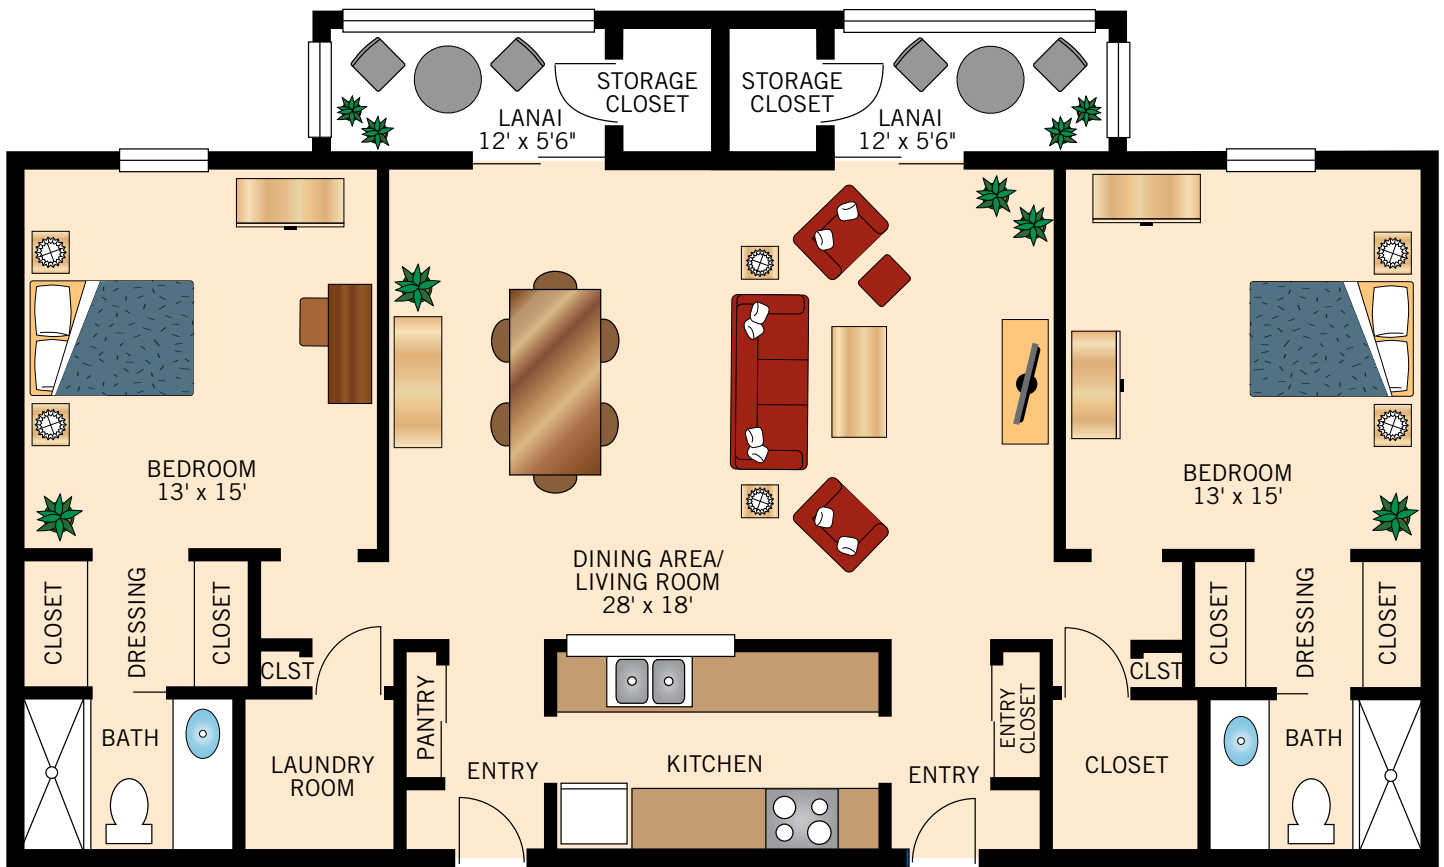 STORAGE
CLOSET
STORAGE
CLOSET
LANAI
12' x 5'6"
LANAI
12' x 5'6"
BEDROOM
13' x 15'
BEDROOM
13' x 15'
DINING AREA/
LIVING ROOM
28' x 18'
CLOSET
DRESSING
CLOSET
CLST
CLST
CLOSET
DRESSING
CLOSET
BATH
LAUNDRY
ROOM
PANTRY
ENTRY
KITCHEN
ENTRY
ENTRY
CLOSET
CLOSET
BATH